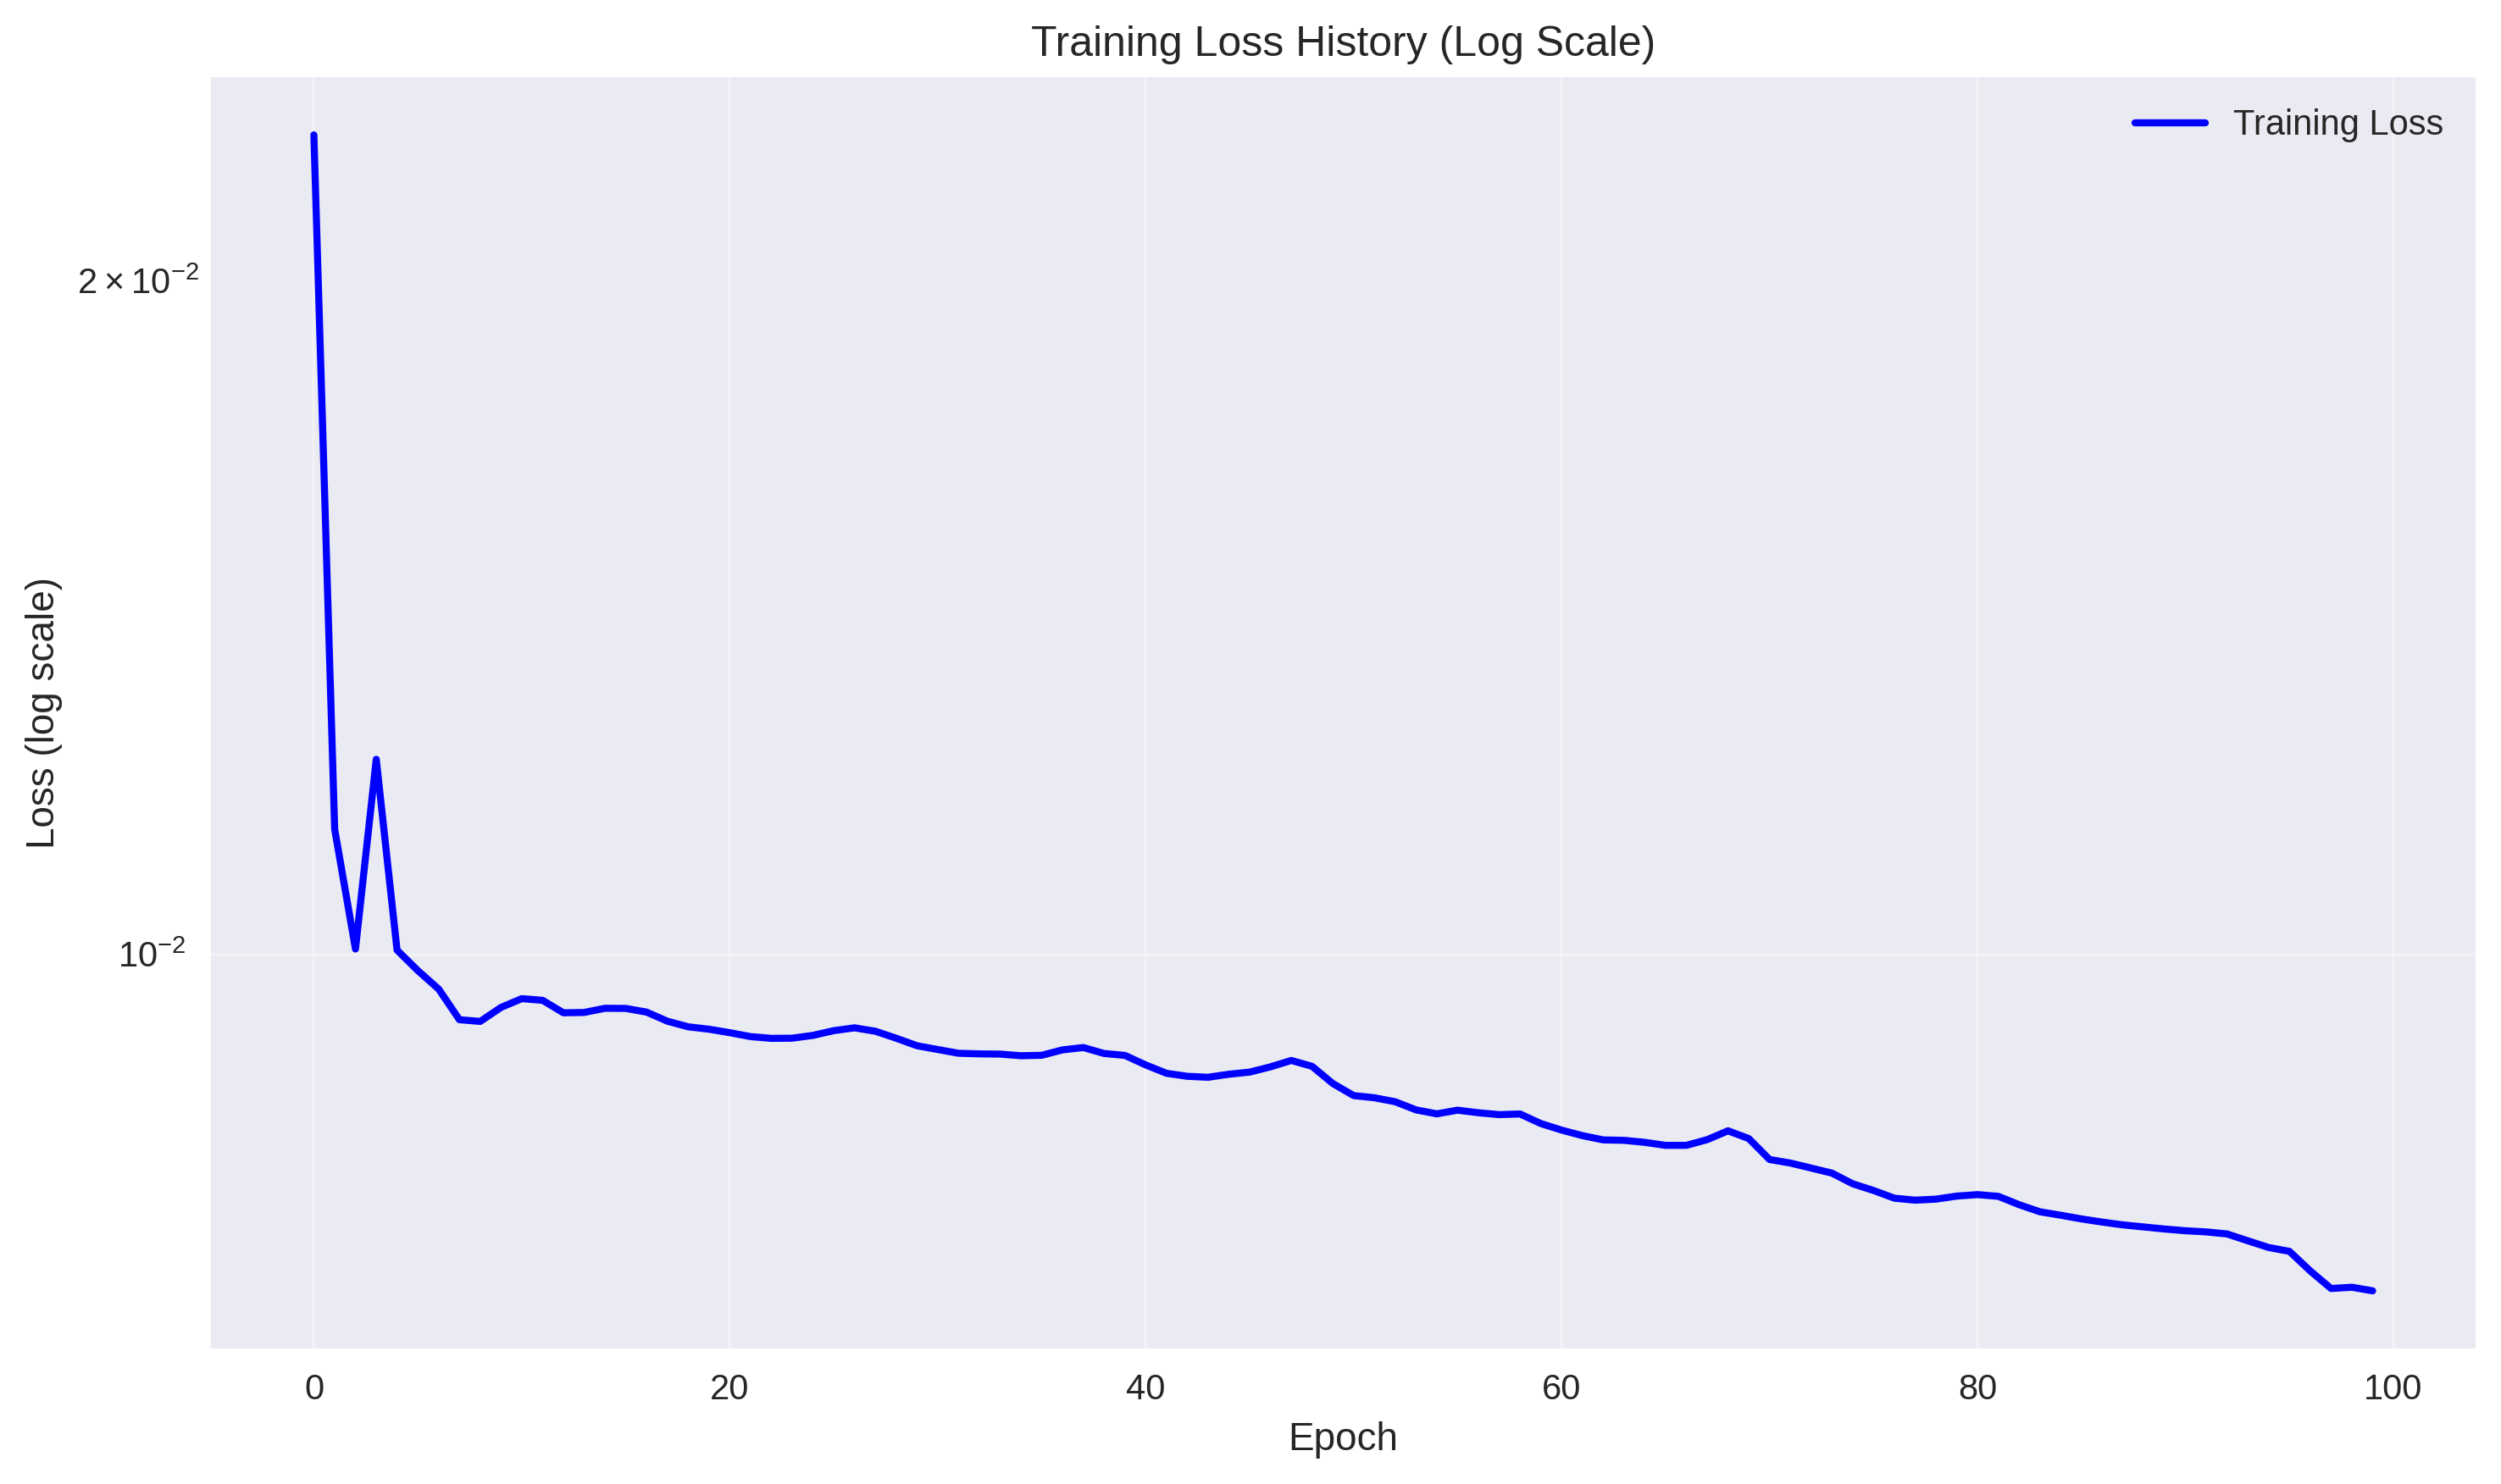 Training Loss History (Log Scale)
Training Loss
2 × 10⁻²
10⁻²
Loss (log scale)
0 20 40 60 80 100
Epoch